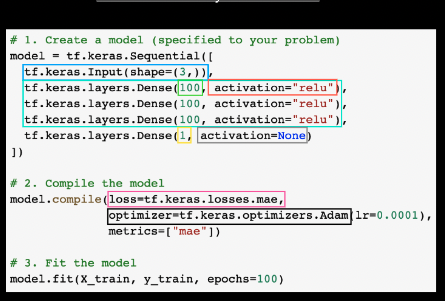 # 1. Create a model (specified to your problem)
model = tf.keras.Sequential([
tf.keras.Input(shape=(3,)),
tf.keras.layers.Dense(100, activation="relu"),
tf.keras.layers.Dense(100, activation="relu"),
tf.keras.layers.Dense(100, activation="relu"),
tf.keras.layers.Dense(1, activation=None)
])
# 2. Compile the model
model.compile(loss=tf.keras.losses.mae,
optimizer=tf.keras.optimizers.Adam(lr=0.0001),
metrics=["mae"])
# 3. Fit the model
model.fit(X_train, y_train, epochs=100)